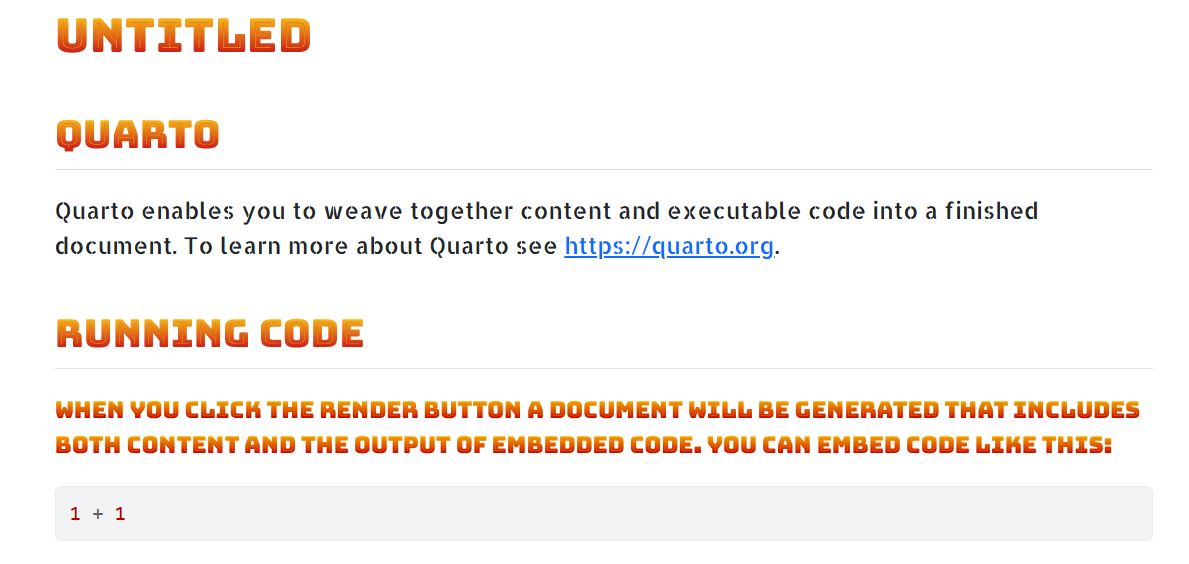 UNTITLED
QUARTO
Quarto enables you to weave together content and executable code into a finished
document. To learn more about Quarto see https://quarto.org.
RUNNING CODE
WHEN YOU CLICK THE RENDER BUTTON A DOCUMENT WILL BE GENERATED THAT INCLUDES
BOTH CONTENT AND THE OUTPUT OF EMBEDDED CODE. YOU CAN EMBED CODE LIKE THIS:
1 + 1